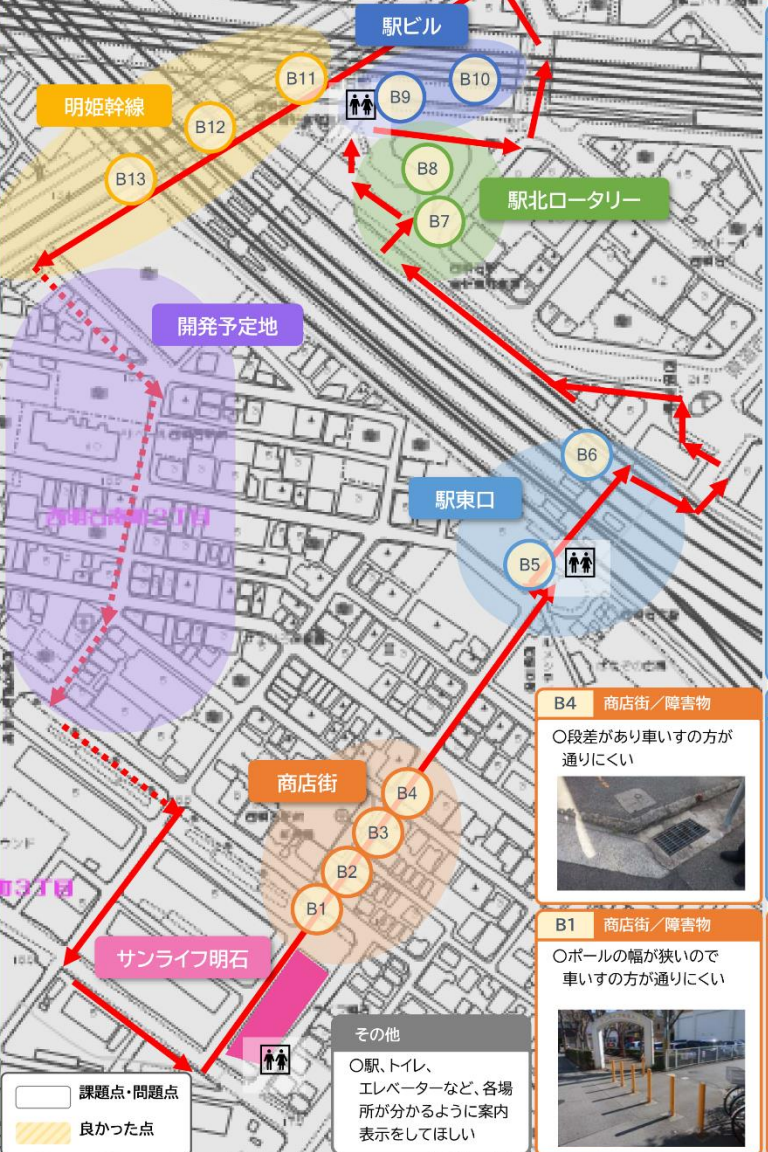 駅ビル
B11
B10
B9
明姫幹線
B12
B8
B13
駅北ロータリー
B7
開発予定地
B6
駅東口
B5
B4 商店街／障害物
〇段差があり車いすの方が
通りにくい
商店街
B4
B3
B2
B1
B1 商店街／障害物
〇ポールの幅が狭いので
車いすの方が通りにくい
サンライフ明石
その他
〇駅、トイレ、
エレベーターなど、各場
所が分かるように案内
表示をしてほしい
課題点・問題点
良かった点